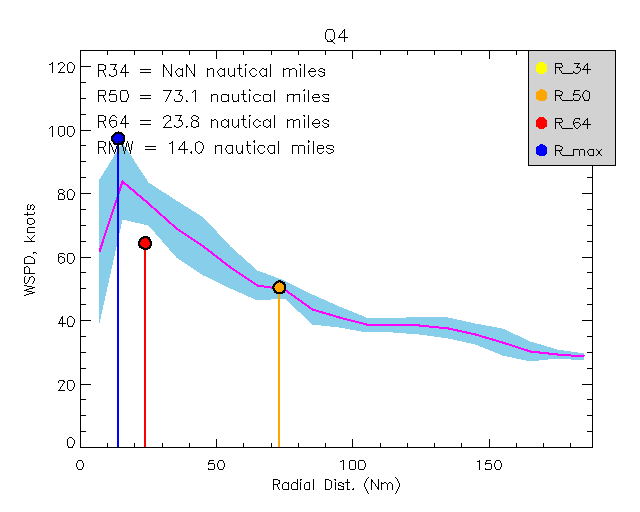 Q4
R34 = NaN nautical miles
R50 = 73.1 nautical miles
R64 = 23.8 nautical miles
RMW = 14.0 nautical miles
R_34
R_50
R_64
R_max
120
100
80
60
40
20
0
WSPD, knots
0 50 100 150
Radial Dist. (Nm)